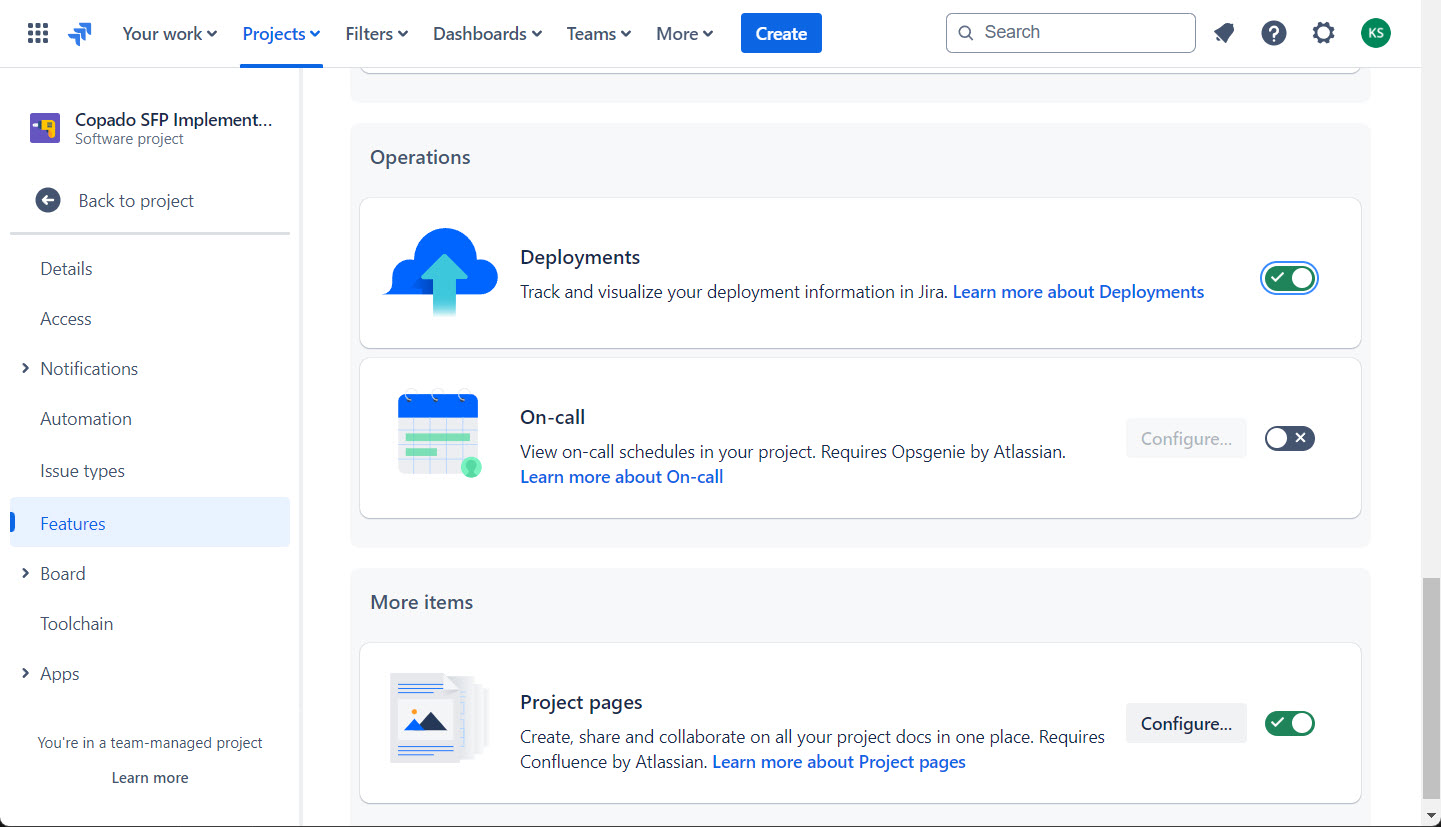 Your work
Projects
Filters
Dashboards
Teams
More
Create
Search
KS
Copado SFP Implement...
Software project
Back to project
Details
Access
Notifications
Automation
Issue types
Features
Board
Toolchain
Apps
You're in a team-managed project
Learn more
Operations
Deployments
Track and visualize your deployment information in Jira. Learn more about Deployments
On-call
View on-call schedules in your project. Requires Opsgenie by Atlassian.
Learn more about On-call
Configure...
More items
Project pages
Create, share and collaborate on all your project docs in one place. Requires
Confluence by Atlassian. Learn more about Project pages
Configure...